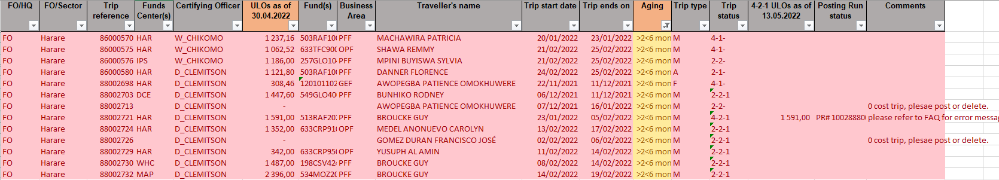 FO/HQ FO/Sector Trip reference Funds Center(s) Certifying Officer ULOs as of 30.04.2022 Fund(s) Business Area Traveller's name Trip start date Trip ends on Aging Trip type Trip status 4-2-1 ULOs as of 13.05.2022 Posting Run status Comments
FO Harare 86000570 HAR W_CHIKOMO 1 237,16 503RAF10 PFF MACHAWIRA PATRICIA 20/01/2022 23/01/2022 >2<6 mon M 4-1-
FO Harare 86000575 HAR W_CHIKOMO 1 062,52 633TFC90 OPF SHAWA REMMY 21/02/2022 25/02/2022 >2<6 mon M 4-1-
FO Harare 86000576 IPS W_CHIKOMO 1 186,00 257GLO10 PFF MPINI BUYISWA SYLVIA 21/02/2022 25/02/2022 >2<6 mon M 2-2-
FO Harare 86000580 HAR D_CLEMITSON 1 121,80 503RAF10 PFF DANNER FLORENCE 24/02/2022 25/02/2022 >2<6 mon A 2-1-
FO Harare 88002698 HAR D_CLEMITSON 308,46 120101102 GEF AWOPEGBA PATIENCE OMOKHUWERE 22/11/2021 11/12/2021 >2<6 mon F 4-1-
FO Harare 88002703 DCE D_CLEMITSON 1 447,60 549GLO40 PFF BUNHIKO RODNEY 06/12/2021 11/12/2021 >2<6 mon M 2-2-1
FO Harare 88002713 D_CLEMITSON - AWOPEGBA PATIENCE OMOKHUWERE 07/12/2021 16/01/2022 >2<6 mon M 2-2- 0 cost trip, plesae post or delete.
FO Harare 88002721 HAR D_CLEMITSON 1 591,00 513RAF20 PFF BROUCKE GUY 23/01/2022 05/02/2022 >2<6 mon M 4-2-1 1 591,00 PR# 10028880 please refer to FAQ for error messag
FO Harare 88002724 HAR D_CLEMITSON 1 352,00 633CRP91 OPF MEDEL ANONUEVO CAROLYN 13/02/2022 17/02/2022 >2<6 mon M 2-2-1
FO Harare 88002726 D_CLEMITSON - GOMEZ DURAN FRANCISCO JOSÉ 02/02/2022 06/02/2022 >2<6 mon M 2-2-1 0 cost trip, plesae post or delete.
FO Harare 88002729 HAR D_CLEMITSON 342,00 633CRP95 OPF YUSUPH AL AMIN 11/02/2022 14/02/2022 >2<6 mon M 2-2-1
FO Harare 88002730 WHC D_CLEMITSON 1 487,00 198CSV42 PFF BROUCKE GUY 08/02/2022 14/02/2022 >2<6 mon M 2-2-1
FO Harare 88002732 MAP D_CLEMITSON 2 396,00 534MOZ20 PFF BROUCKE GUY 14/02/2022 19/02/2022 >2<6 mon M 2-2-1